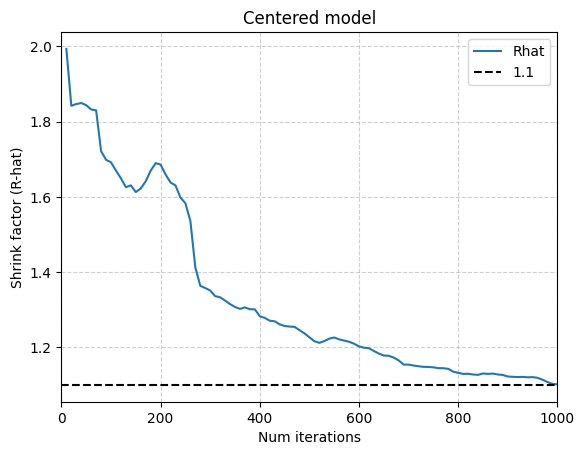 Centered model
Rhat
1.1
Shrink factor (R-hat)
2.0
1.8
1.6
1.4
1.2
0 200 400 600 800 1000
Num iterations